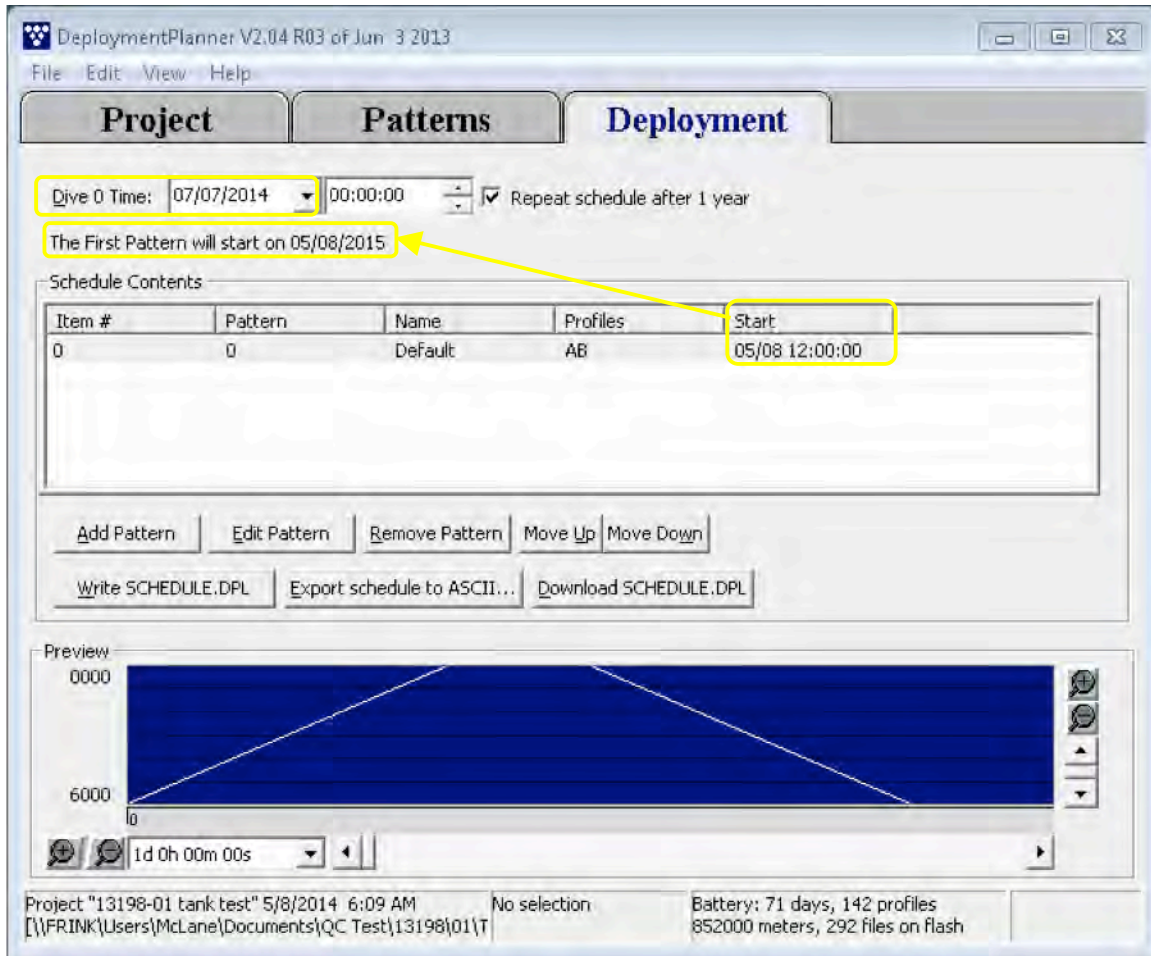 DeploymentPlanner V2.04 R03 of Jun 3 2013
File Edit View Help
Project Patterns Deployment
Dive 0 Time: 07/07/2014 00:00:00 Repeat schedule after 1 year
The First Pattern will start on 05/08/2015
Schedule Contents
Item # Pattern Name Profiles Start
0 0 Default AB 05/08 12:00:00
Add Pattern Edit Pattern Remove Pattern Move Up Move Down
Write SCHEDULE.DPL Export schedule to ASCII... Download SCHEDULE.DPL
Preview
0000
6000
0
1d 0h 00m 00s
Project "13198-01 tank test" 5/8/2014 6:09 AM No selection Battery: 71 days, 142 profiles
[\\FRINK\Users\McLane\Documents\QC Test\13198\01\T 852000 meters, 292 files on flash